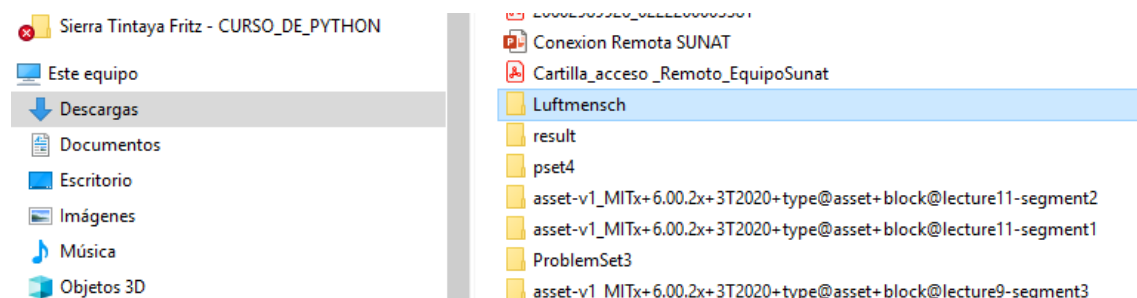 Sierra Tintaya Fritz - CURSO_DE_PYTHON
Este equipo
Descargas
Documentos
Escritorio
Imágenes
Música
Objetos 3D
Conexion Remota SUNAT
Cartilla_acceso _Remoto_EquipoSunat
Luftmensch
result
pset4
asset-v1_MITx+6.00.2x+3T2020+type@asset+block@lecture11-segment2
asset-v1_MITx+6.00.2x+3T2020+type@asset+block@lecture11-segment1
ProblemSet3
asset-v1_MITx+6.00.2x+3T2020+type@asset+block@lecture9-segment3